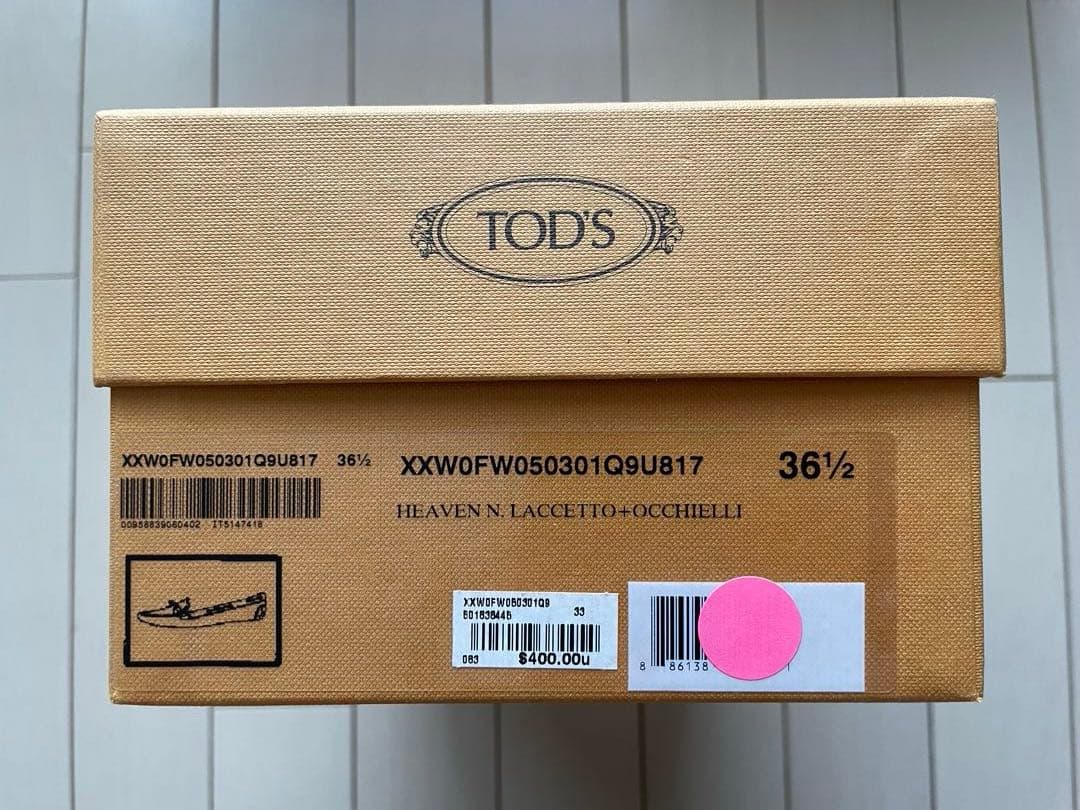 TOD'S
XXW0FW050301Q9U817 36½
00958839060402 IT5147418
XXW0FW050301Q9U817 36½
HEAVEN N. LACCETTO+OCCHIELLI
XXW0FW050301Q9
501838445 33
083 $400.00u
8 86138